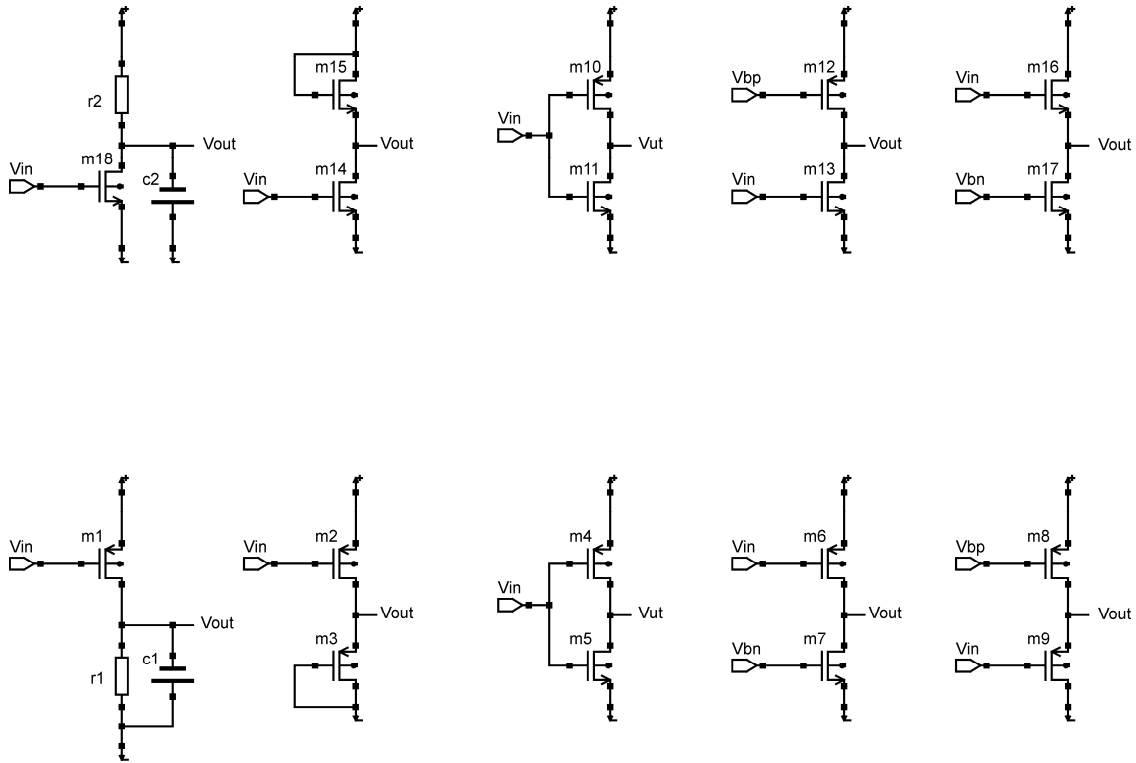 m15 m10 m12 m16
r2 Vbp Vin
Vin
Vout Vout Vut Vout Vout
m18 m14 m11 m13 m17
Vin c2 Vin Vin Vbn
m1 m2 m4 m6 m8
Vin Vin Vin Vbp
Vin
Vout Vout Vut Vout Vout
m3 m5 m7 m9
r1 c1 Vbn Vin